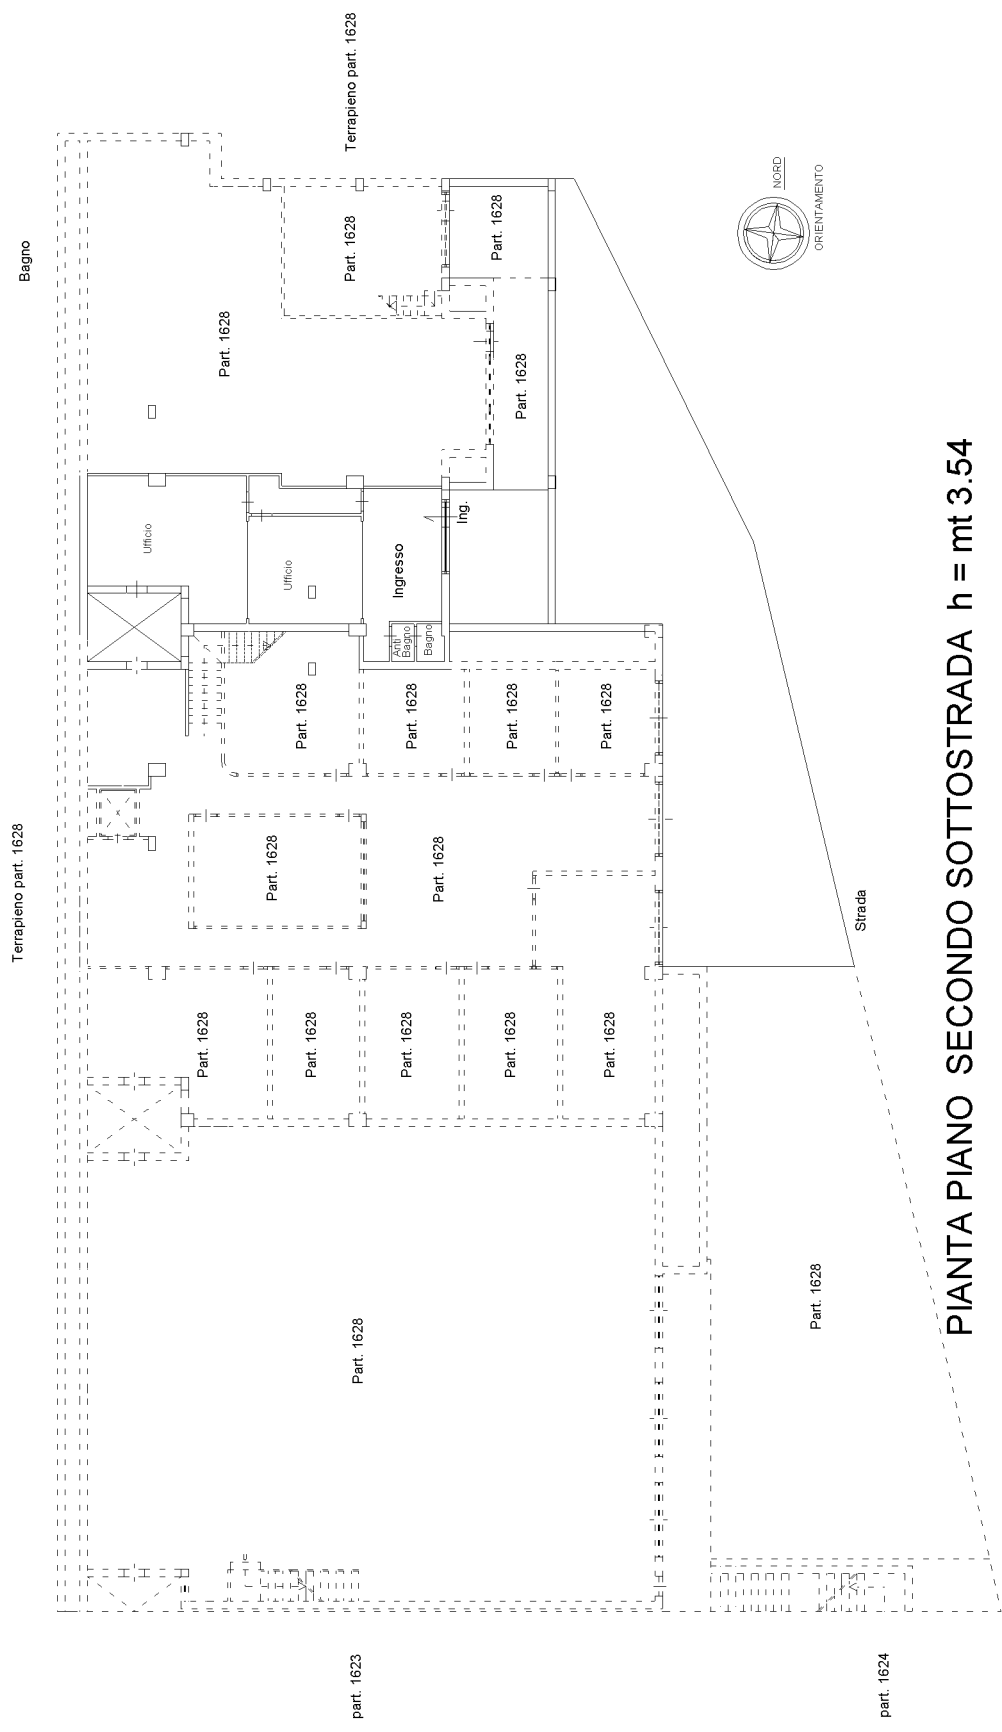 Terrapieno part. 1628
Bagno
Terrapieno part. 1628
Part. 1628
Part. 1628
Part. 1628
Part. 1628
NORD
ORIENTAMENTO
Ufficio
Ufficio
Ingresso
Ing.
Anti
Bagno
Bagno
Part. 1628
Part. 1628
Part. 1628
Part. 1628
Part. 1628
Part. 1628
Strada
Part. 1628
Part. 1628
Part. 1628
Part. 1628
Part. 1628
Part. 1628
Part. 1628
part. 1623
part. 1624
PIANTA PIANO SECONDO SOTTOSTRADA h = mt 3.54